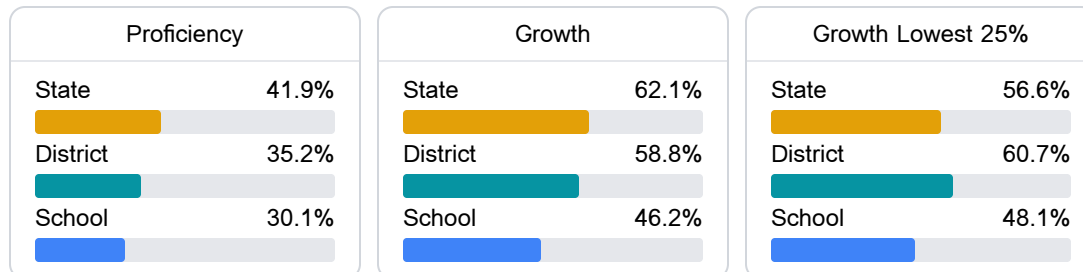 Proficiency
State 41.9%
District 35.2%
School 30.1%
Growth
State 62.1%
District 58.8%
School 46.2%
Growth Lowest 25%
State 56.6%
District 60.7%
School 48.1%